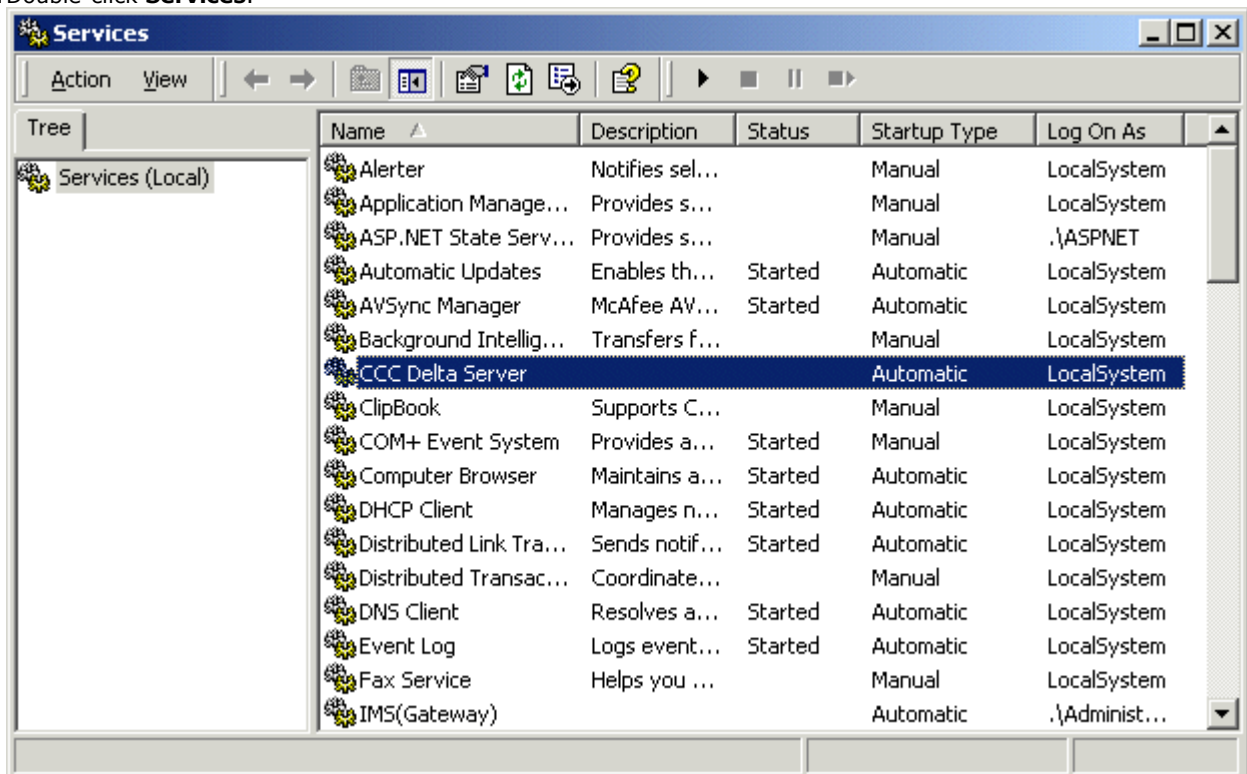 Double-click Services.
Services
Action View
Tree
Name Description Status Startup Type Log On As
Services (Local)
Alerter Notifies sel... Manual LocalSystem
Application Manage... Provides s... Manual LocalSystem
ASP.NET State Serv... Provides s... Manual .\ASPNET
Automatic Updates Enables th... Started Automatic LocalSystem
AVSync Manager McAfee AV... Started Automatic LocalSystem
Background Intellig... Transfers f... Manual LocalSystem
CCC Delta Server Automatic LocalSystem
ClipBook Supports C... Manual LocalSystem
COM+ Event System Provides a... Started Manual LocalSystem
Computer Browser Maintains a... Started Automatic LocalSystem
DHCP Client Manages n... Started Automatic LocalSystem
Distributed Link Tra... Sends notif... Started Automatic LocalSystem
Distributed Transac... Coordinate... Manual LocalSystem
DNS Client Resolves a... Started Automatic LocalSystem
Event Log Logs event... Started Automatic LocalSystem
Fax Service Helps you ... Manual LocalSystem
IMS(Gateway) Automatic .\Administ...